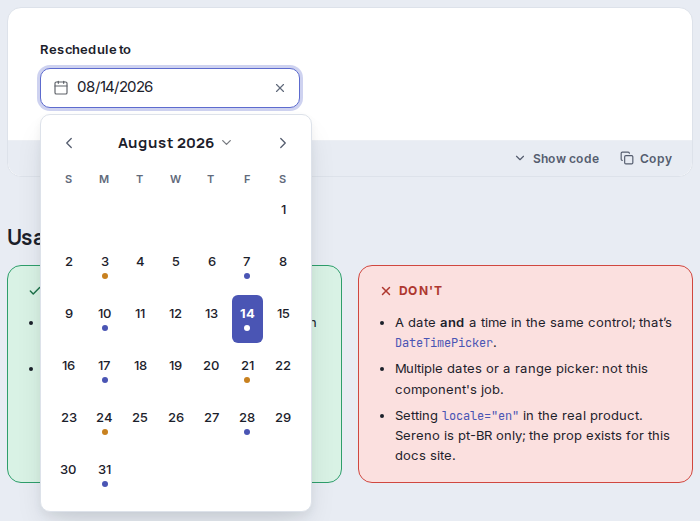 Reschedule to
08/14/2026
August 2026
S M T W T F S
1
2 3 4 5 6 7 8
9 10 11 12 13 14 15
16 17 18 19 20 21 22
23 24 25 26 27 28 29
30 31
Show code Copy
Usa
DON'T
• A date and a time in the same control; that's
DateTimePicker.
• Multiple dates or a range picker: not this
component's job.
• Setting locale="en" in the real product.
Sereno is pt-BR only; the prop exists for this
docs site.